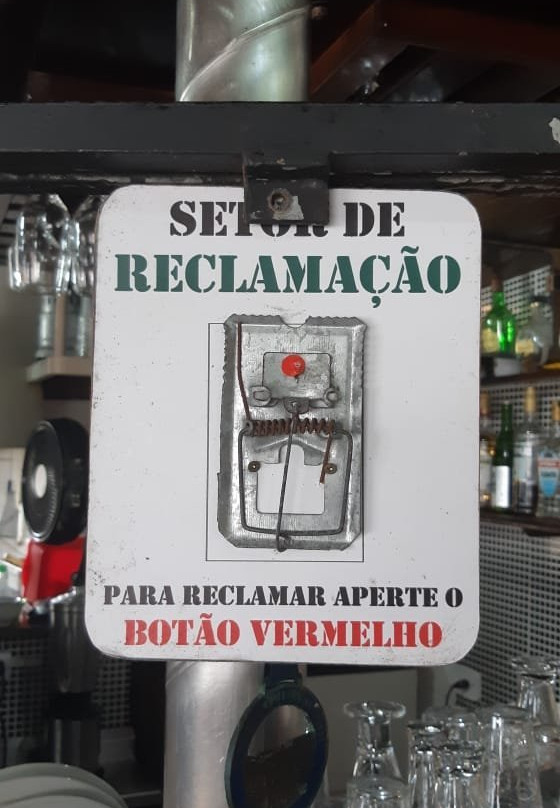 SETOR DE
RECLAMAÇÃO
PARA RECLAMAR APERTE O
BOTÃO VERMELHO